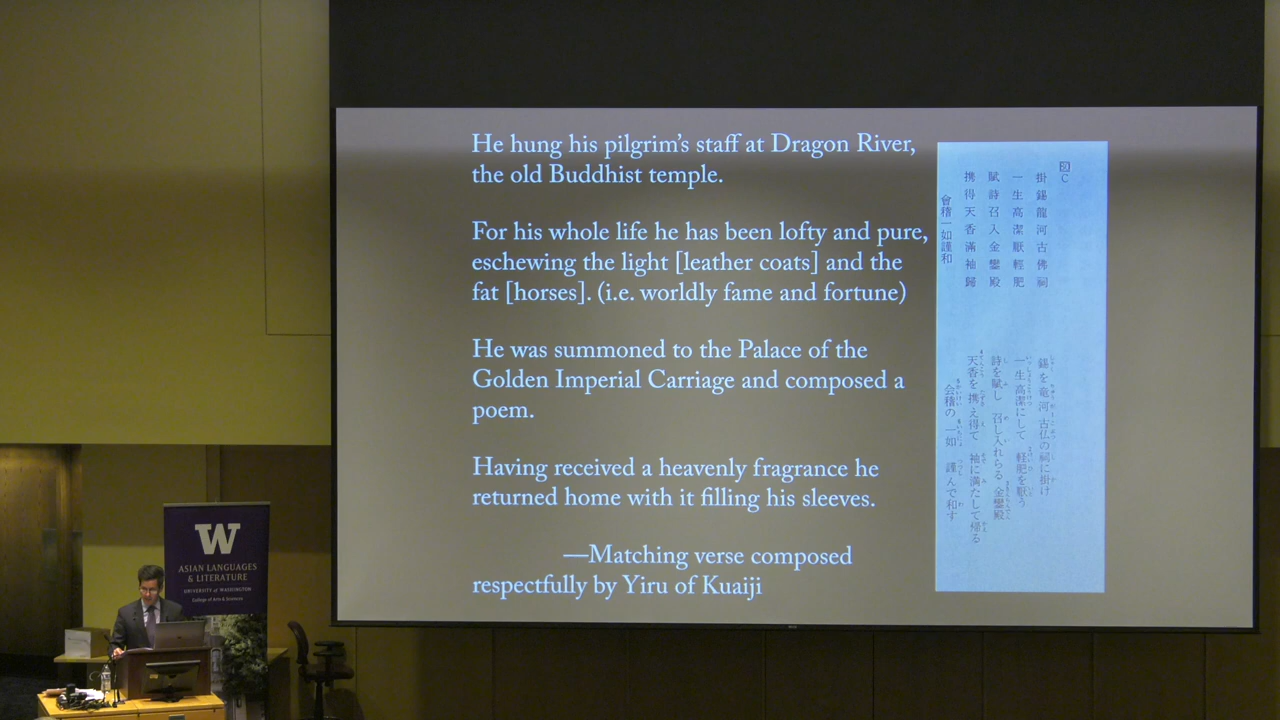 He hung his pilgrim’s staff at Dragon River,
the old Buddhist temple.
For his whole life he has been lofty and pure,
eschewing the light [leather coats] and the
fat [horses]. (i.e. worldly fame and fortune)
He was summoned to the Palace of the
Golden Imperial Carriage and composed a
poem.
Having received a heavenly fragrance he
returned home with it filling his sleeves.
—Matching verse composed
respectfully by Yiru of Kuaiji
図C
掛錫龍河古佛祠
一生高潔厭輕肥
賦詩召入金鑾殿
携得天香滿袖歸
會稽一如謹和
錫を竜河古仏の祠に掛け
一生高潔にして 軽肥を厭う
詩を賦し 召し入れらる 金鑾殿
天香を携え得て 袖に満たして帰る
会稽の一如 謹んで和す
W
ASIAN LANGUAGES
& LITERATURE
UNIVERSITY of WASHINGTON
College of Arts & Sciences